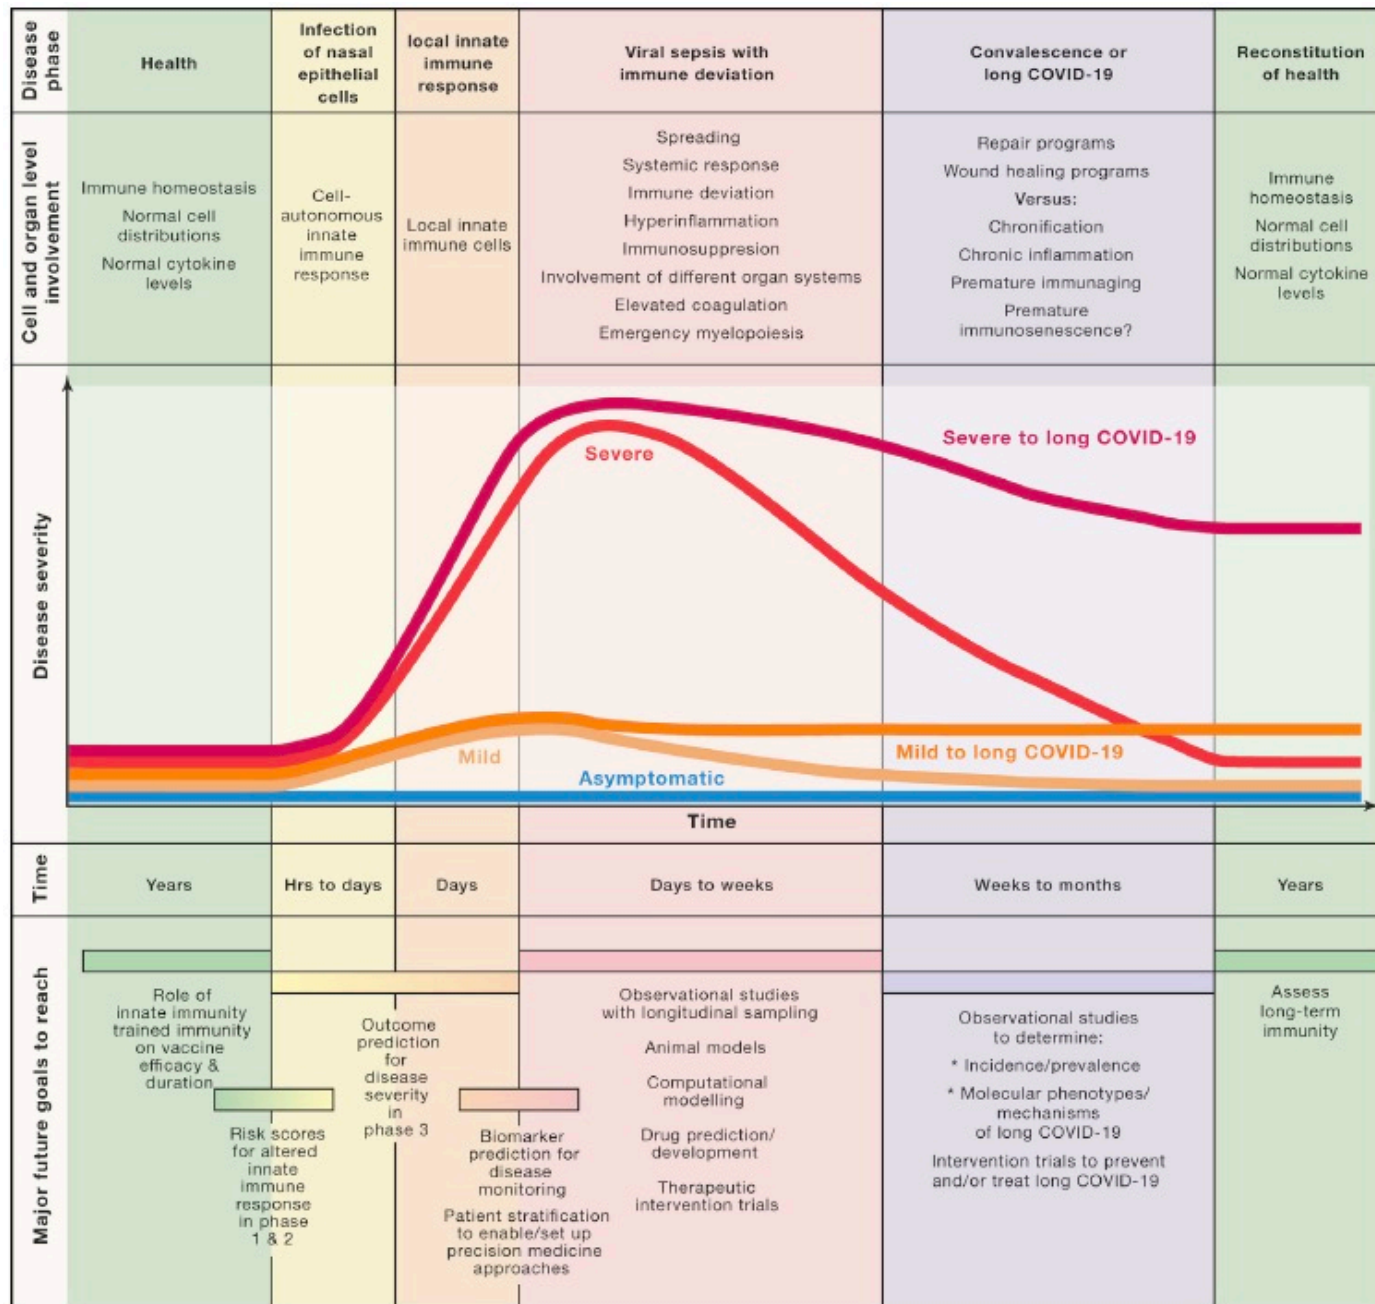 Disease
phase
Health
Infection
of nasal
epithelial
cells
local innate
immune
response
Viral sepsis with
immune deviation
Convalescence or
long COVID-19
Reconstitution
of health
Cell and organ level
involvement
Immune homeostasis
Normal cell
distributions
Normal cytokine
levels
Cell-
autonomous
innate
immune
response
Local innate
immune cells
Spreading
Systemic response
Immune deviation
Hyperinflammation
Immunosuppresion
Involvement of different organ systems
Elevated coagulation
Emergency myelopoiesis
Repair programs
Wound healing programs
Versus:
Chronification
Chronic inflammation
Premature immunaging
Premature
immunosenescence?
Immune
homeostasis
Normal cell
distributions
Normal cytokine
levels
Disease severity
Severe to long COVID-19
Severe
Mild to long COVID-19
Mild
Asymptomatic
Time
Time
Years
Hrs to days
Days
Days to weeks
Weeks to months
Years
Major future goals to reach
Role of
innate immunity
trained immunity
on vaccine
efficacy &
duration
Risk scores
for altered
innate
immune
response
in phase
1 & 2
Outcome
prediction
for
disease
severity
in
phase 3
Biomarker
prediction for
disease
monitoring
Patient stratification
to enable/set up
precision medicine
approaches
Observational studies
with longitudinal sampling
Animal models
Computational
modelling
Drug prediction/
development
Therapeutic
intervention trials
Observational studies
to determine:
* Incidence/prevalence
* Molecular phenotypes/
mechanisms
of long COVID-19
Intervention trials to prevent
and/or treat long COVID-19
Assess
long-term
immunity